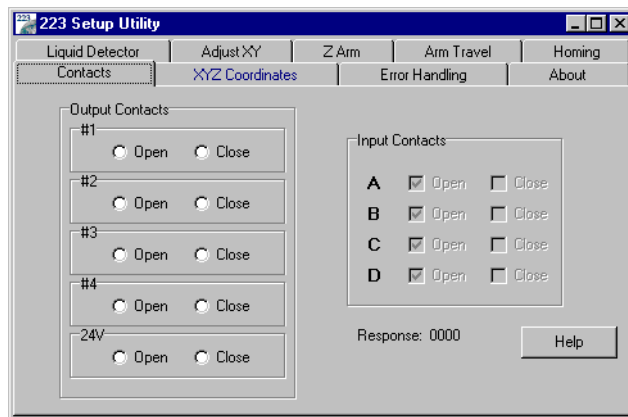 223 223 Setup Utility
Liquid Detector Adjust XY Z Arm Arm Travel Homing
Contacts XYZ Coordinates Error Handling About
Output Contacts
#1
Open Close
#2
Open Close
#3
Open Close
#4
Open Close
24V
Open Close
Input Contacts
A Open Close
B Open Close
C Open Close
D Open Close
Response: 0000
Help